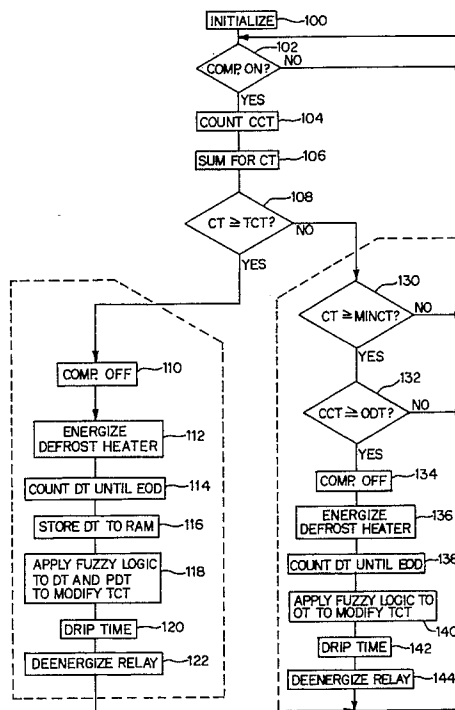 INITIALIZE
100
102
COMP. ON?
NO
YES
COUNT CCT
104
SUM FOR CT
106
108
CT ≧ TCT?
NO
YES
130
CT ≧ MINCT?
NO
YES
132
CCT ≧ ODT?
NO
YES
COMP. OFF
110
ENERGIZE
DEFROST HEATER
112
COUNT DT UNTIL EOD
114
STORE DT TO RAM
116
APPLY FUZZY LOGIC
TO DT AND PDT
TO MODIFY TCT
118
DRIP TIME
120
DEENERGIZE RELAY
122
COMP. OFF
134
ENERGIZE
DEFROST HEATER
136
COUNT DT UNTIL EOD
138
APPLY FUZZY LOGIC TO
OT TO MODIFY TCT
140
DRIP TIME
142
DEENERGIZE RELAY
144